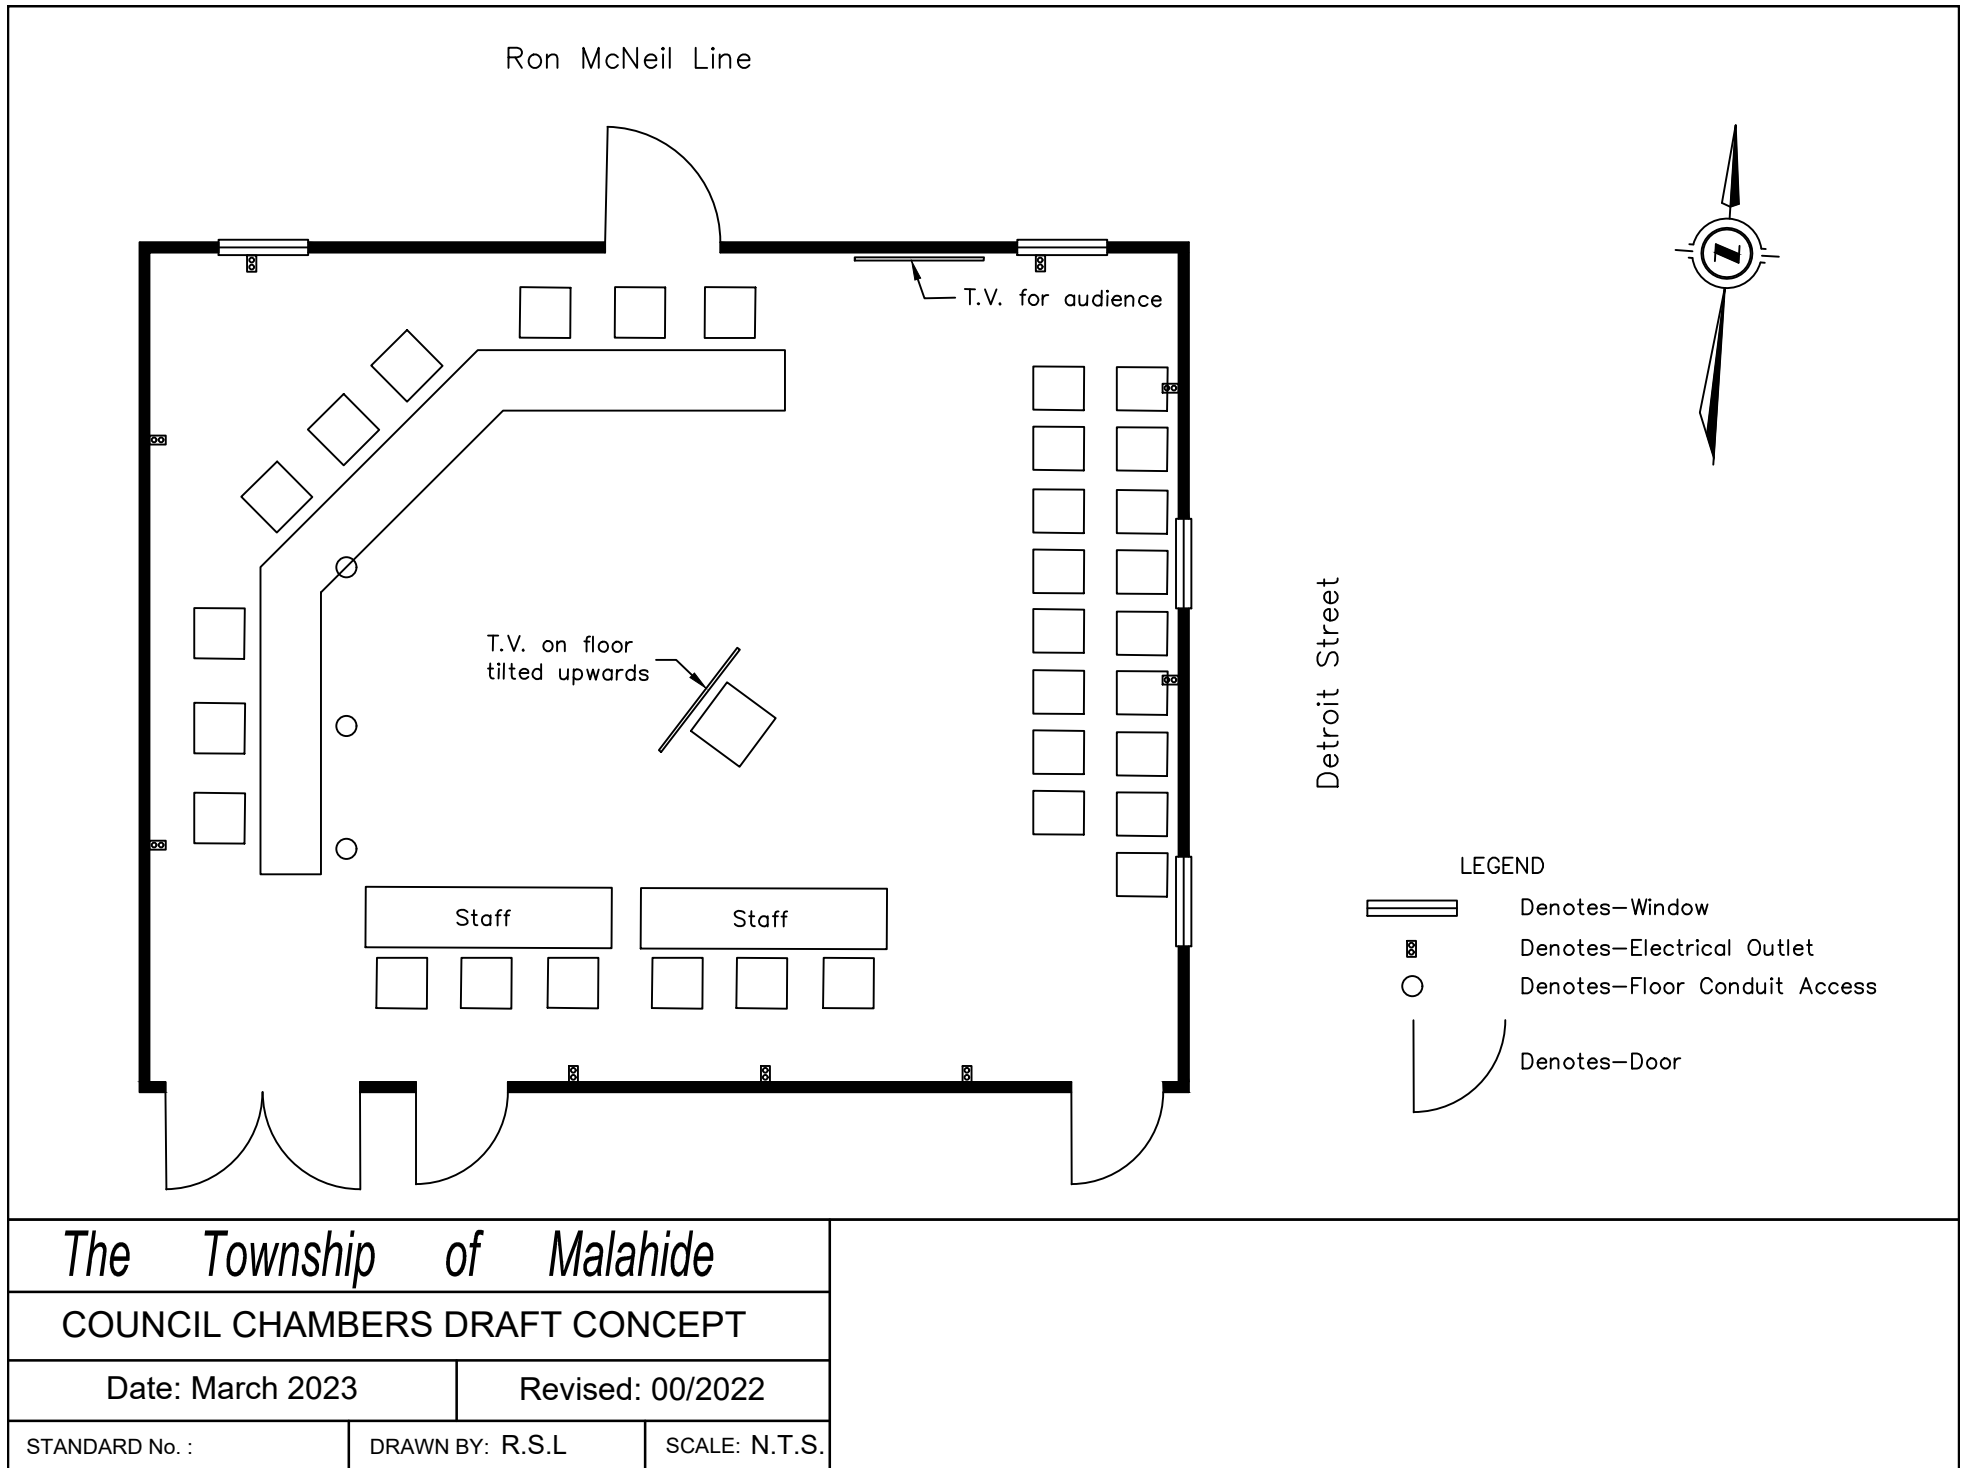 Ron McNeil Line
T.V. for audience
T.V. on floor
tilted upwards
Detroit Street
Staff
Staff
N
LEGEND
Denotes-Window
Denotes-Electrical Outlet
Denotes-Floor Conduit Access
Denotes-Door
The Township of Malahide
COUNCIL CHAMBERS DRAFT CONCEPT
Date: March 2023
Revised: 00/2022
STANDARD No. :
DRAWN BY: R.S.L
SCALE: N.T.S.